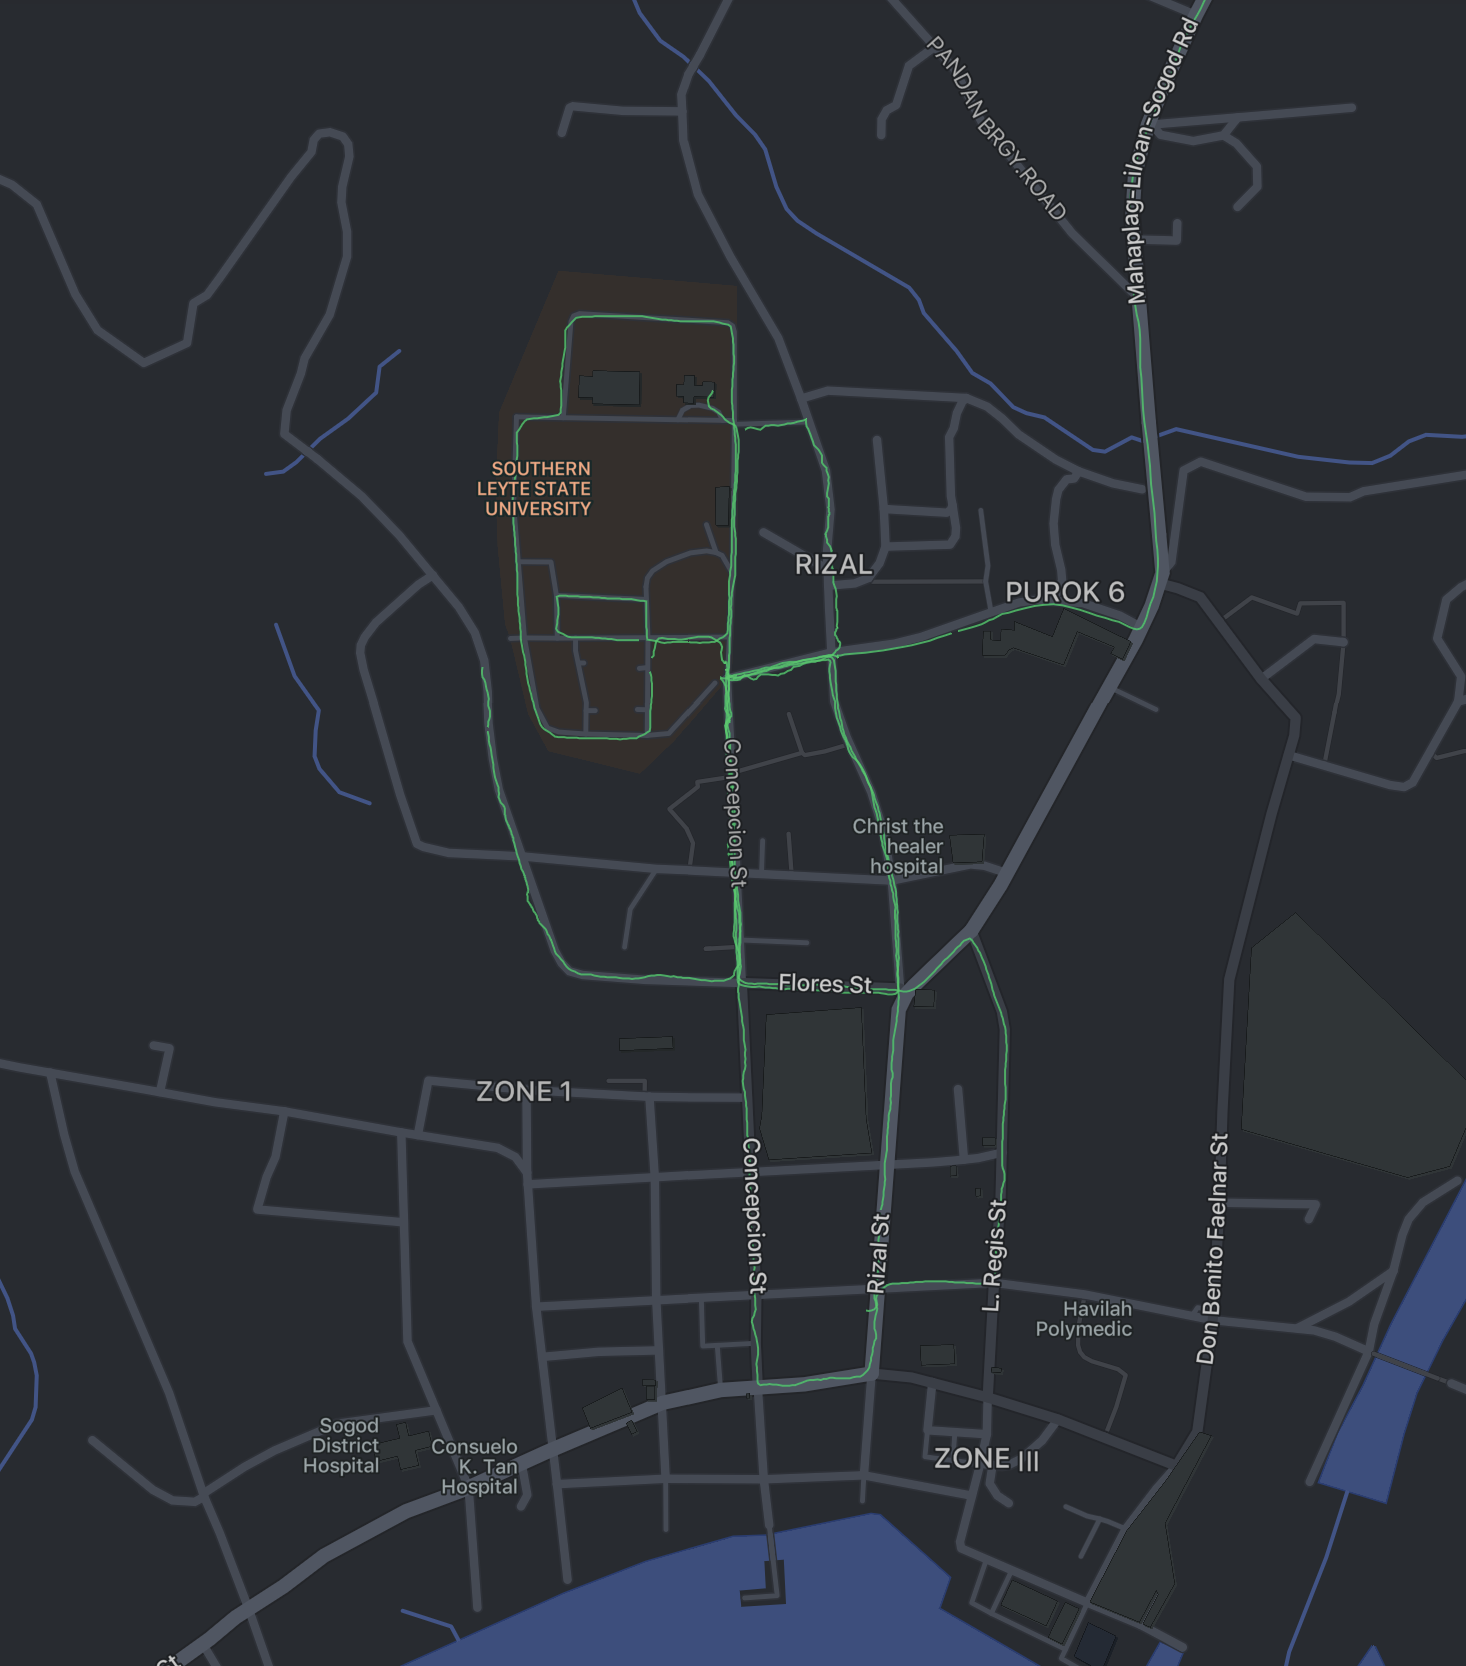 PANDAN BRGY.ROAD
Mahaplag-Liloan-Sogod Rd
SOUTHERN
LEYTE STATE
UNIVERSITY
RIZAL
PUROK 6
Concepcion St
Christ the
healer
hospital
Flores St
ZONE 1
Concepcion St
Rizal St
L. Regis St
Don Benito Faelnar St
Havilah
Polymedic
Sogod
District
Hospital
Consuelo
K. Tan
Hospital
ZONE III
St